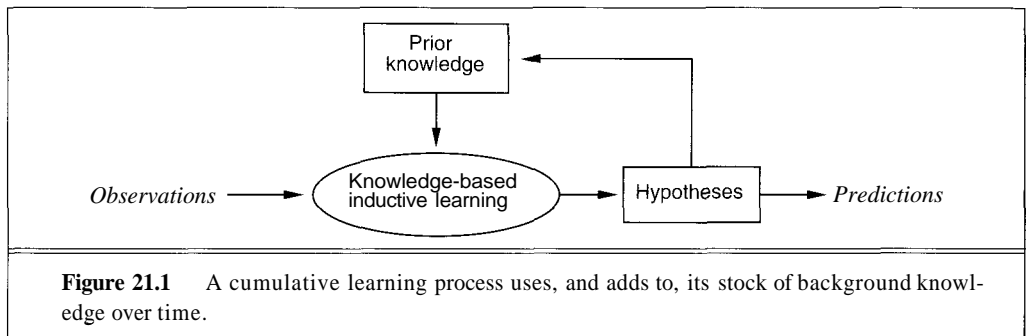 Prior
knowledge
Observations
Knowledge-based
inductive learning
Hypotheses
Predictions
Figure 21.1 A cumulative learning process uses, and adds to, its stock of background knowl-
edge over time.